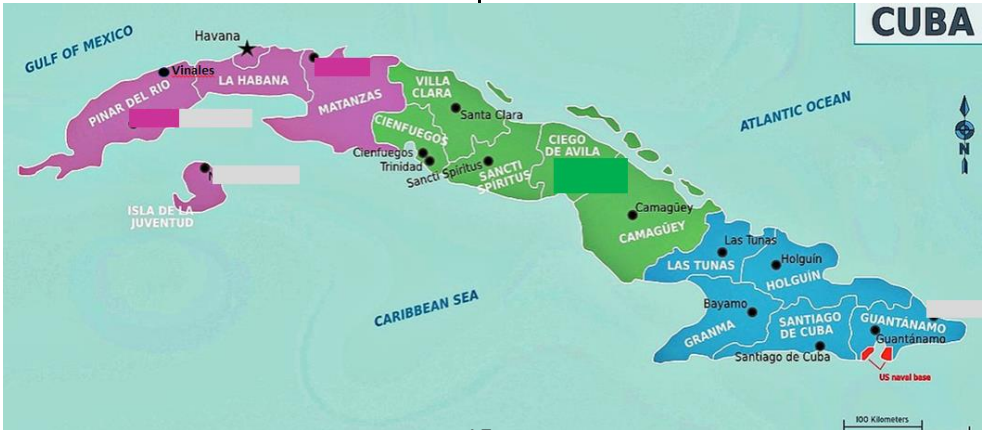 CUBA
GULF OF MEXICO
Havana
Vinales
LA HABANA
PINAR DEL RIO
MATANZAS
VILLA
CLARA
Santa Clara
ATLANTIC OCEAN
N
CIENFUEGOS
CIEGO
DE AVILA
Cienfuegos
Trinidad
Sancti Spiritus
SANCTI
SPIRITUS
ISLA DE LA
JUVENTUD
Camagüey
CAMAGÜEY
Las Tunas
LAS TUNAS
Holguín
HOLGUÍN
CARIBBEAN SEA
Bayamo
GRANMA
SANTIAGO
DE CUBA
GUANTÁNAMO
Guantánamo
Santiago de Cuba
US naval base
100 Kilometers